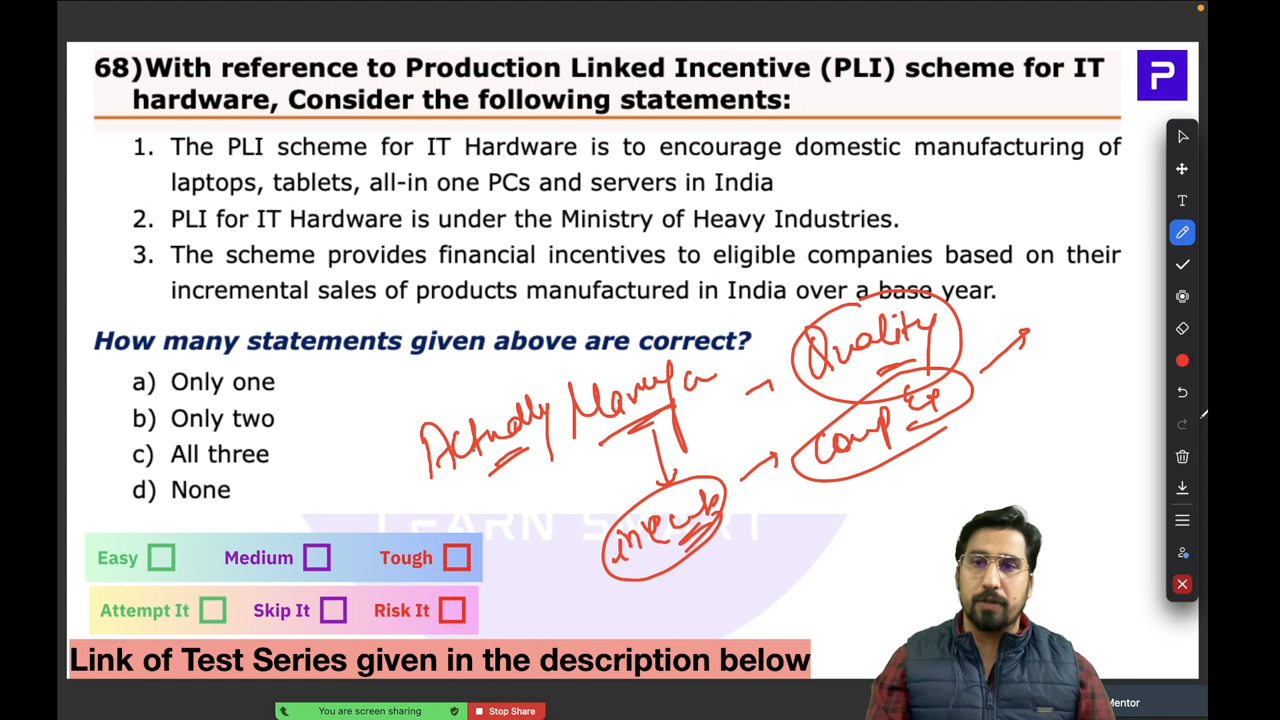 68)With reference to Production Linked Incentive (PLI) scheme for IT
hardware, Consider the following statements:
1. The PLI scheme for IT Hardware is to encourage domestic manufacturing of
laptops, tablets, all-in one PCs and servers in India
2. PLI for IT Hardware is under the Ministry of Heavy Industries.
3. The scheme provides financial incentives to eligible companies based on their
incremental sales of products manufactured in India over a base year.
How many statements given above are correct?
a) Only one
b) Only two
c) All three
d) None
Actually
Quality
LEARN SMART
Easy Medium Tough
Attempt It Skip It Risk It
Link of Test Series given in the description below
Mentor
You are screen sharing Stop Share
P
T